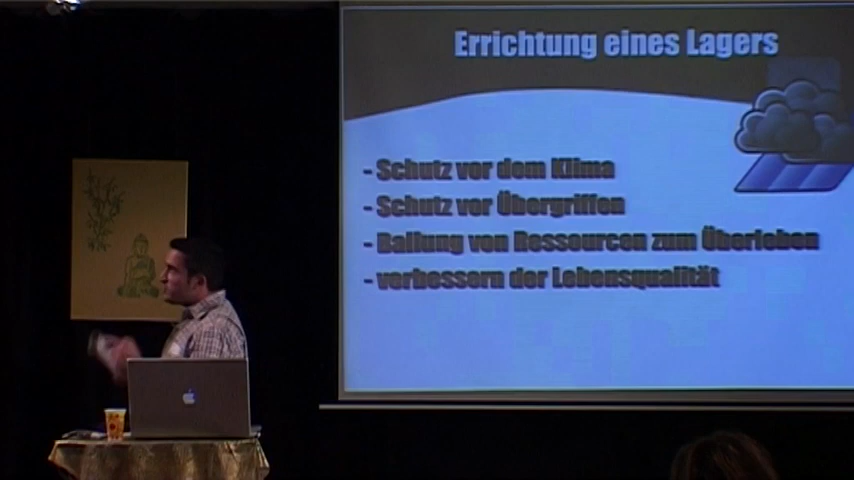 Errichtung eines Lagers
- Schutz vor dem Klima
- Schutz vor Übergriffen
- Ballung von Ressourcen zum Überleben
- verbessern der Lebensqualität